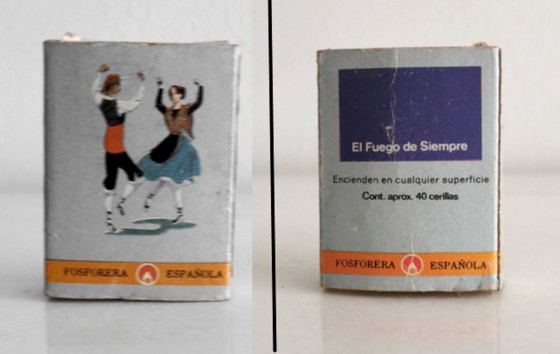 FOSFORERA ESPAÑOLA
El Fuego de Siempre
Encienden en cualquier superficie
Cont. aprox. 40 cerillas
FOSFORERA ESPAÑOLA